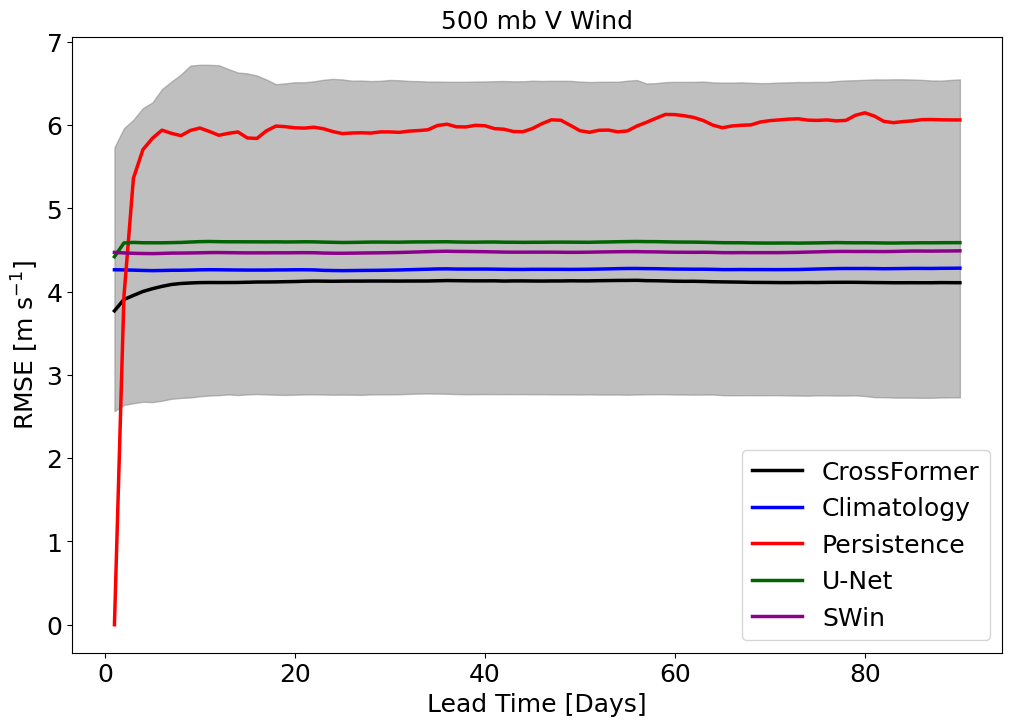 500 mb V Wind
7
6
5
4
3
2
1
0
RMSE [m s⁻¹]
0 20 40 60 80
Lead Time [Days]
CrossFormer
Climatology
Persistence
U-Net
SWin